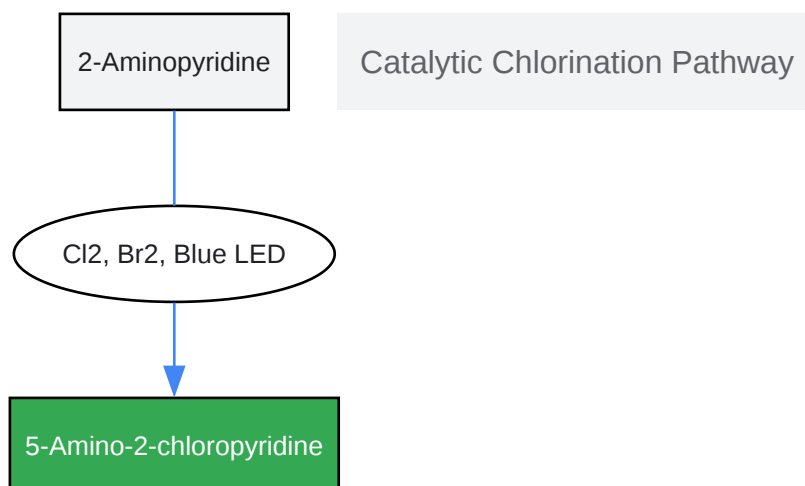 2-Aminopyridine
Catalytic Chlorination Pathway
Cl2, Br2, Blue LED
5-Amino-2-chloropyridine